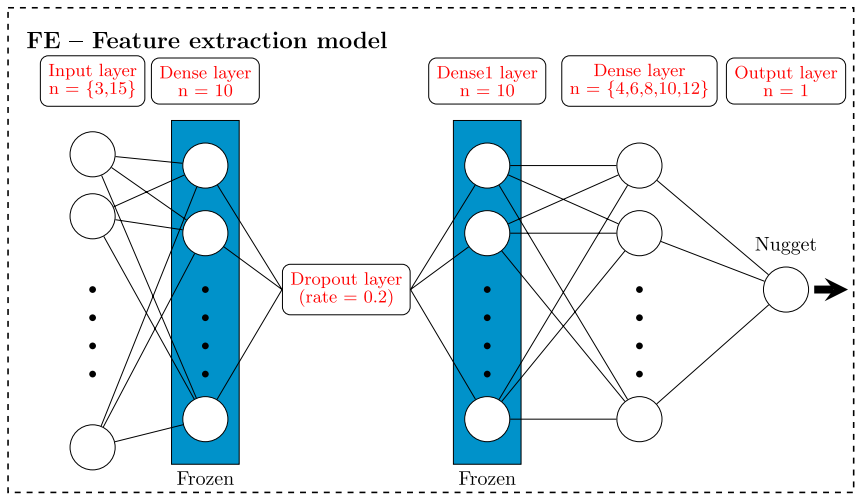 FE – Feature extraction model
Input layer
n = {3,15}
Dense layer
n = 10
Dense1 layer
n = 10
Dense layer
n = {4,6,8,10,12}
Output layer
n = 1
Nugget
Dropout layer
(rate = 0.2)
Frozen
Frozen